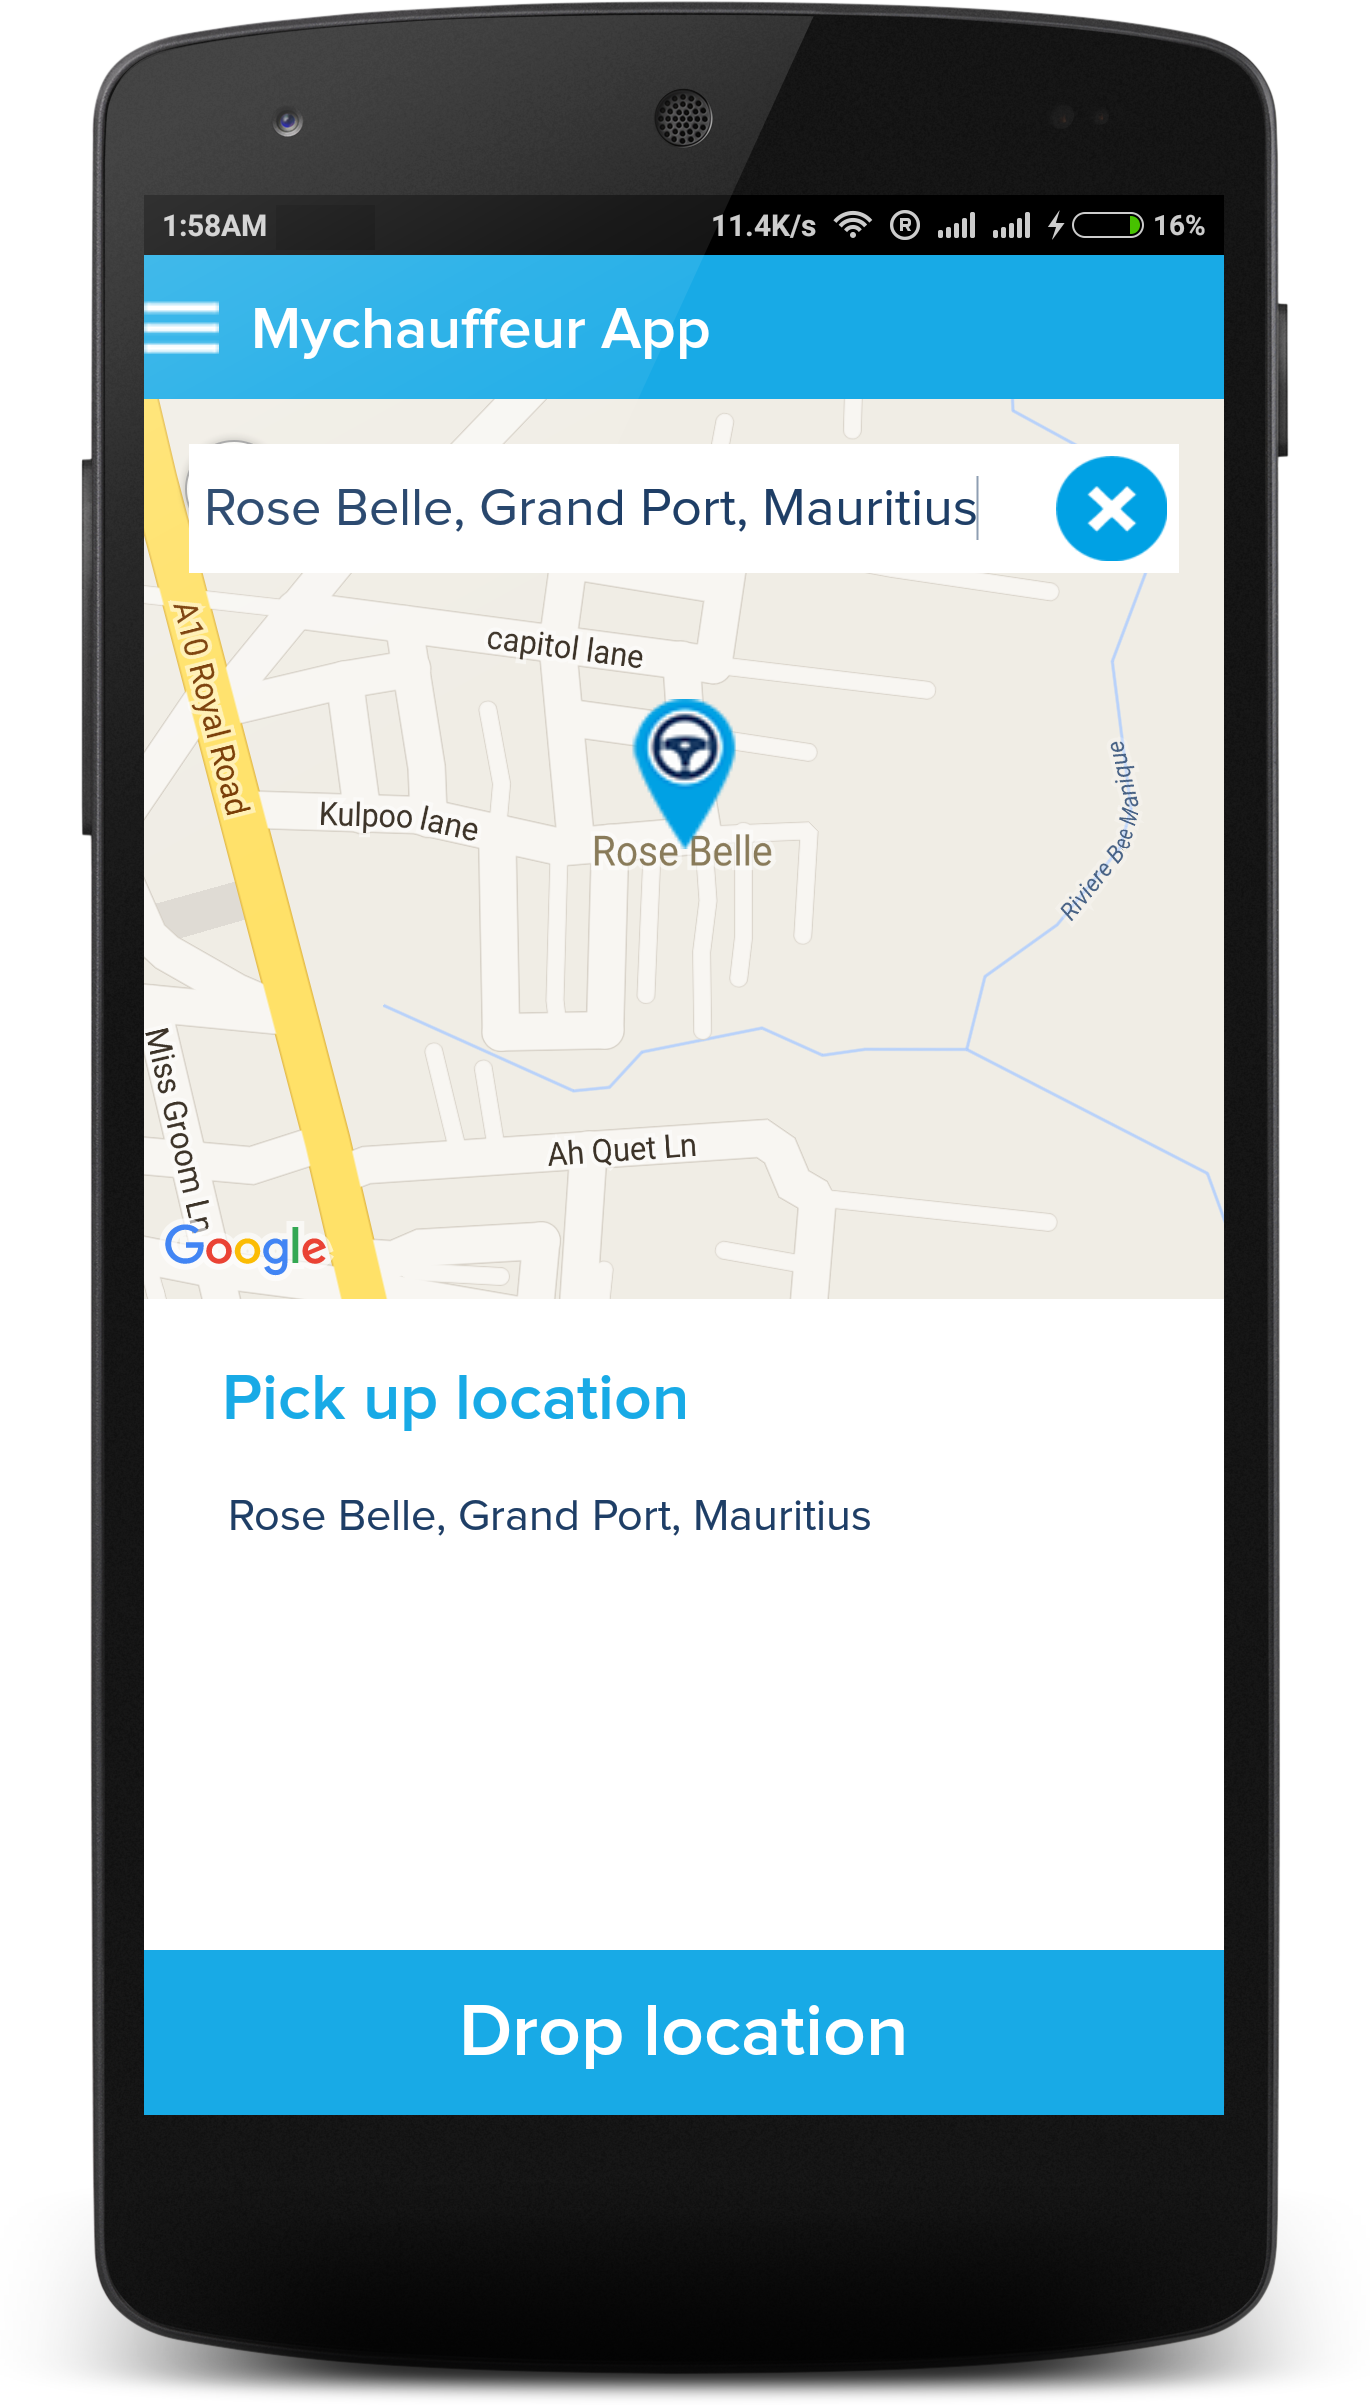 1:58AM 11.4K/s R 16%
Mychauffeur App
Rose Belle, Grand Port, Mauritius
capitol lane
A10 Royal Road
Kulpoo lane
Rose Belle
Riviere Bee Manique
Miss Groom Ln
Ah Quet Ln
Google
Pick up location
Rose Belle, Grand Port, Mauritius
Drop location